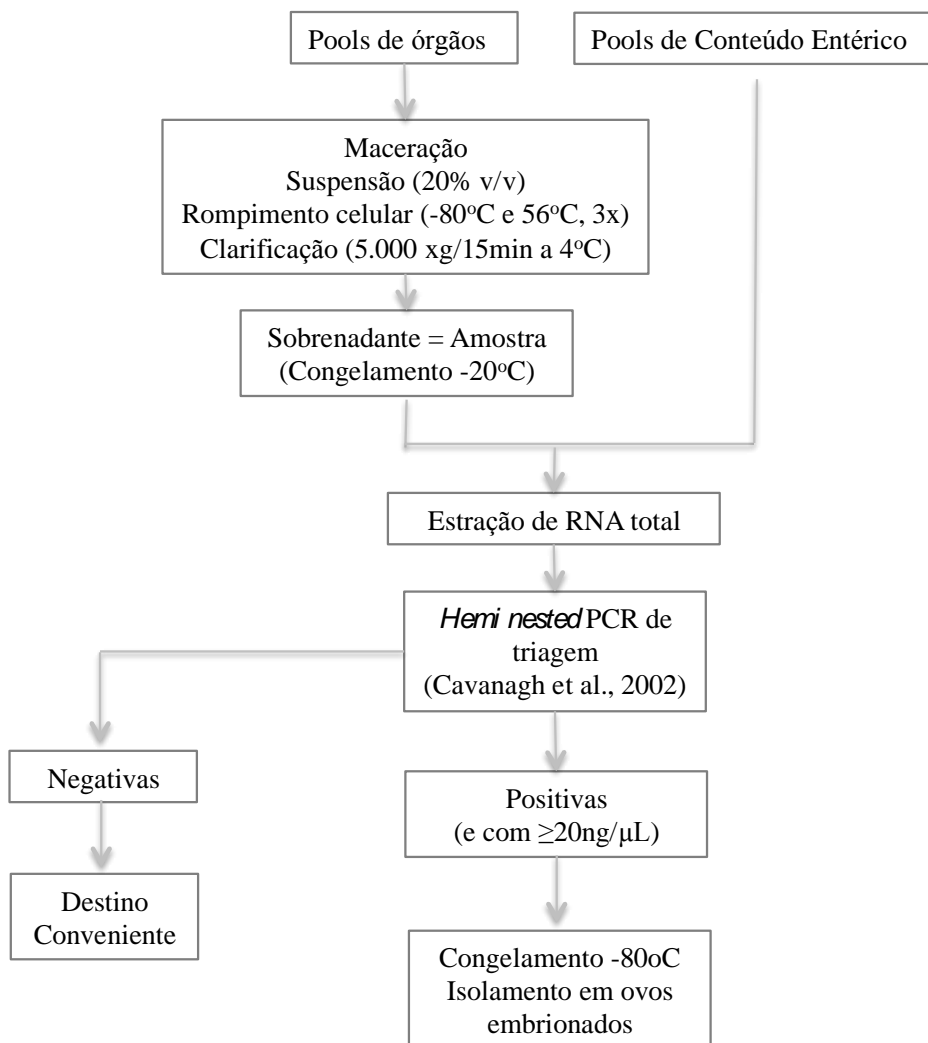 Pools de órgãos
Pools de Conteúdo Entérico
Maceração
Suspensão (20% v/v)
Rompimento celular (-80ºC e 56ºC, 3x)
Clarificação (5.000 xg/15min a 4ºC)
Sobrenadante = Amostra
(Congelamento -20ºC)
Estração de RNA total
Hemi nested PCR de
triagem
(Cavanagh et al., 2002)
Negativas
Positivas
(e com ≥20ng/μL)
Destino
Conveniente
Congelamento -80oC
Isolamento em ovos
embrionados